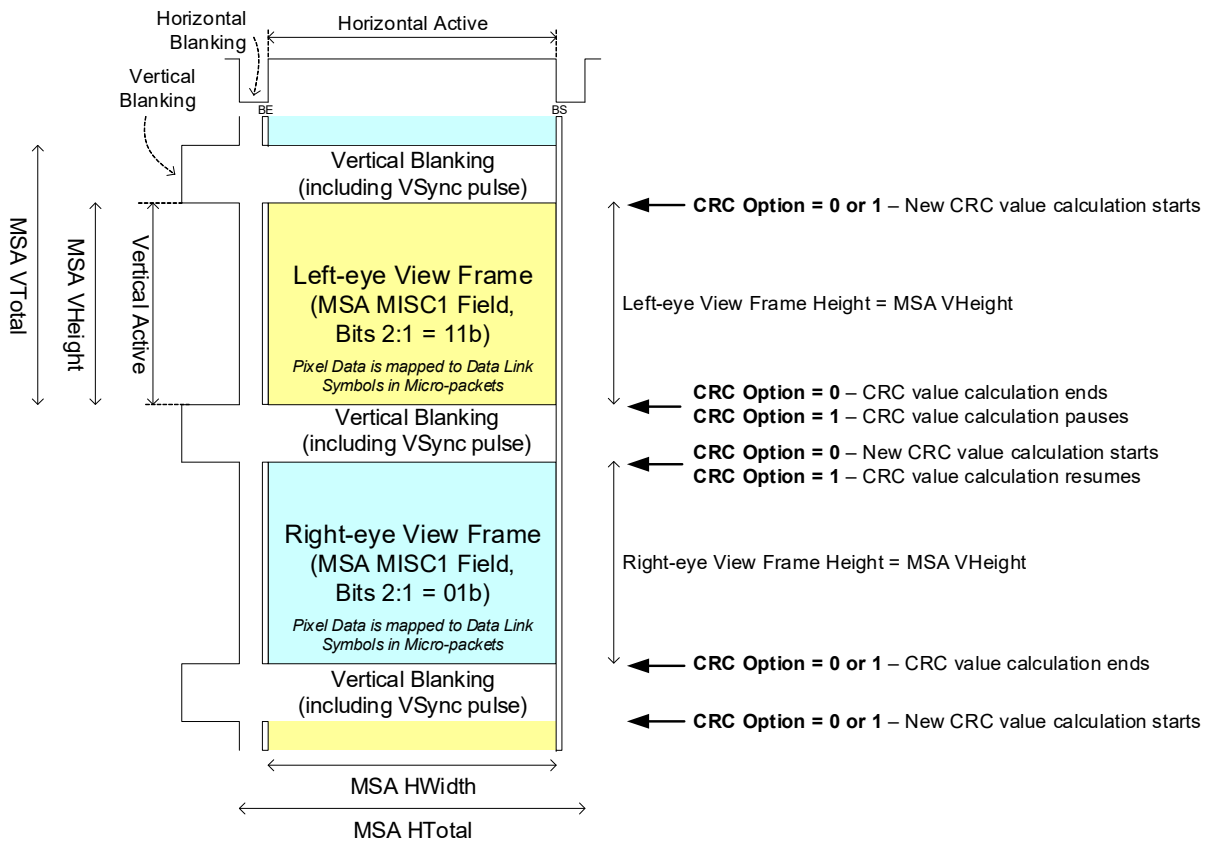 Horizontal
Blanking
Horizontal Active
Vertical
Blanking
BE
BS
Vertical Blanking
(including VSync pulse)
CRC Option = 0 or 1 – New CRC value calculation starts
MSA VTotal
MSA VHeight
Vertical Active
Left-eye View Frame
(MSA MISC1 Field,
Bits 2:1 = 11b)
Pixel Data is mapped to Data Link
Symbols in Micro-packets
Left-eye View Frame Height = MSA VHeight
CRC Option = 0 – CRC value calculation ends
CRC Option = 1 – CRC value calculation pauses
Vertical Blanking
(including VSync pulse)
CRC Option = 0 – New CRC value calculation starts
CRC Option = 1 – CRC value calculation resumes
Right-eye View Frame
(MSA MISC1 Field,
Bits 2:1 = 01b)
Pixel Data is mapped to Data Link
Symbols in Micro-packets
Right-eye View Frame Height = MSA VHeight
CRC Option = 0 or 1 – CRC value calculation ends
Vertical Blanking
(including VSync pulse)
CRC Option = 0 or 1 – New CRC value calculation starts
MSA HWidth
MSA HTotal